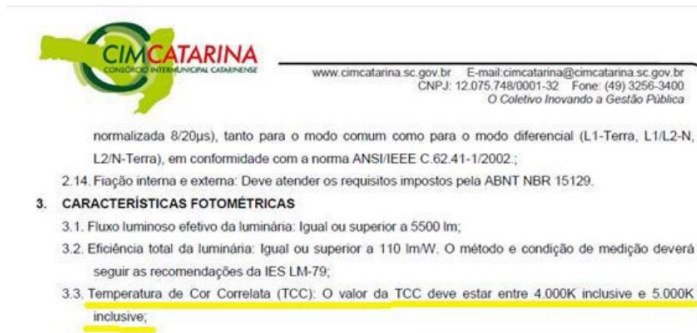 CIMCATARINA
CONSÓRCIO INTERMUNICIPAL CATARINENSE
www.cimcatarina.sc.gov.br E-mail:cimcatarina@cimcatarina.sc.gov.br
CNPJ: 12.075.748/0001-32 Fone: (49) 3256-3400
O Coletivo Inovando a Gestão Pública
normalizada 8/20µs), tanto para o modo comum como para o modo diferencial (L1-Terra, L1/L2-N,
L2/N-Terra), em conformidade com a norma ANSI/IEEE C.62.41-1/2002.;
2.14. Fiação interna e externa: Deve atender os requisitos impostos pela ABNT NBR 15129.
3. CARACTERÍSTICAS FOTOMÉTRICAS
3.1. Fluxo luminoso efetivo da luminária: Igual ou superior a 5500 lm;
3.2. Eficiência total da luminária: Igual ou superior a 110 lm/W. O método e condição de medição deverá
seguir as recomendações da IES LM-79;
3.3. Temperatura de Cor Correlata (TCC): O valor da TCC deve estar entre 4.000K inclusive e 5.000K
inclusive;